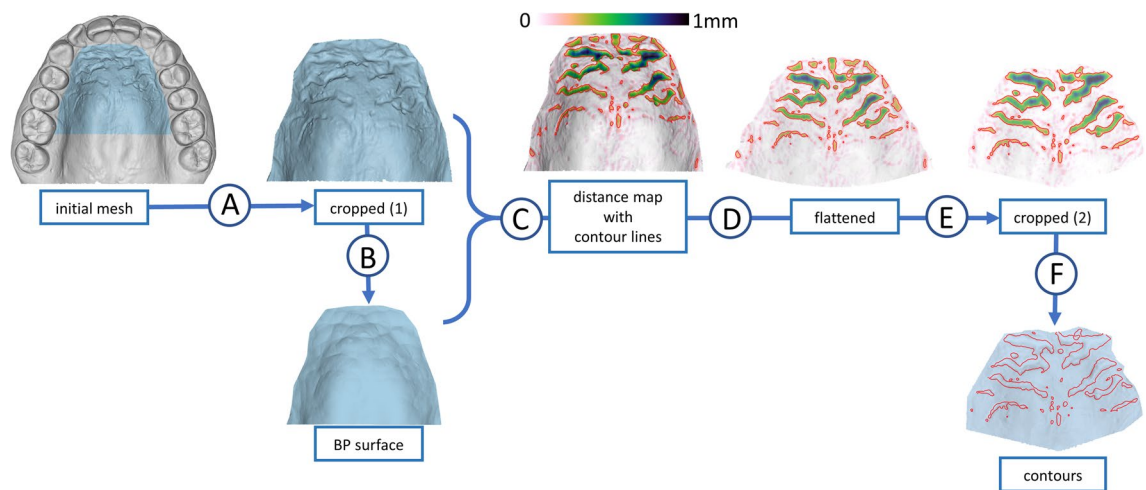 0 1mm
initial mesh
A
cropped (1)
B
BP surface
C
distance map
with
contour lines
D
flattened
E
cropped (2)
F
contours